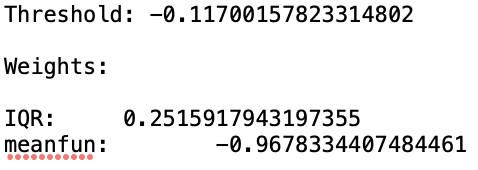 Threshold: -0.11700157823314802
Weights:
IQR: 0.2515917943197355
meanfun: -0.9678334407484461